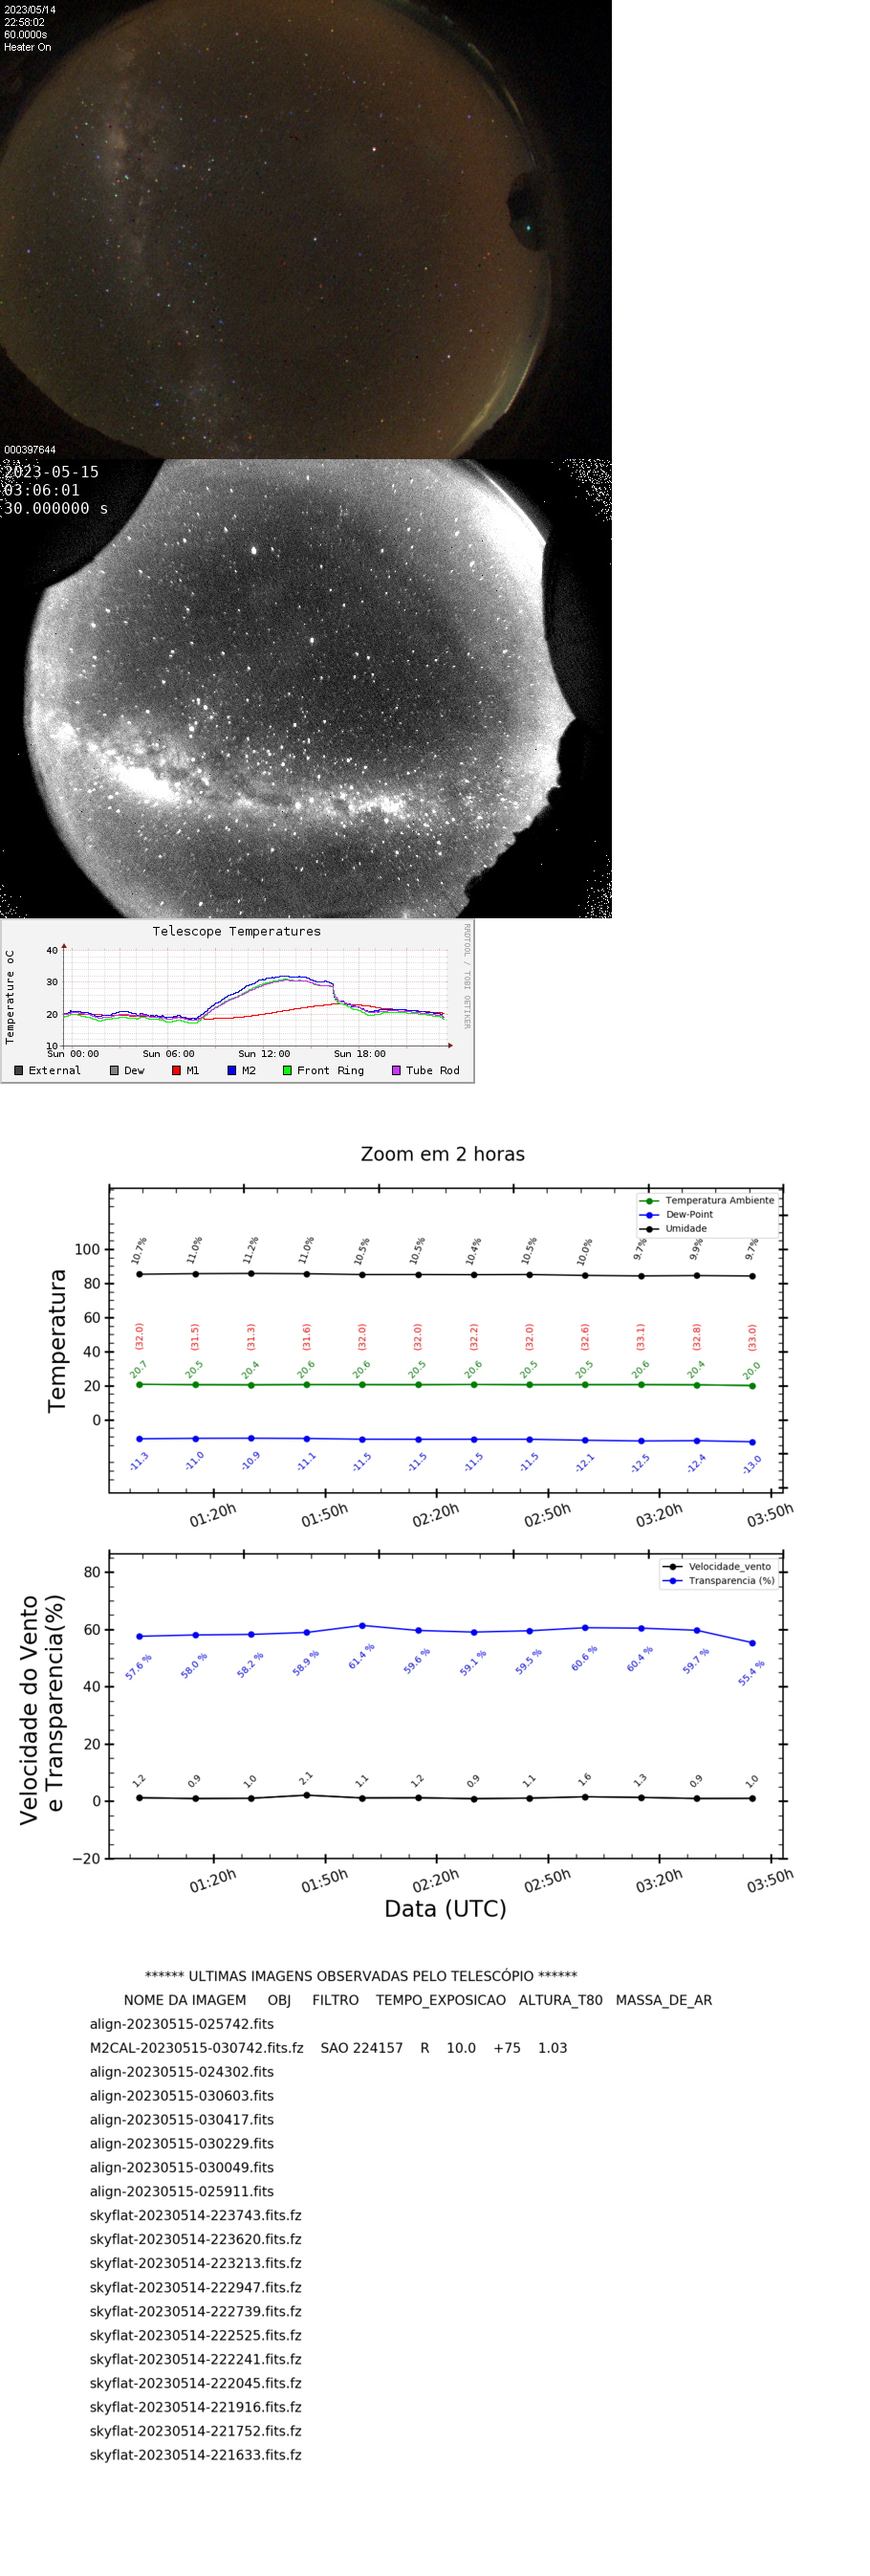 2023/05/14
22:58:02
60.0000s
Heater On
000397644
2023-05-15
03:06:01
30.000000 s
Telescope Temperatures
RRDTOOL / TOBI OETIKER
Temperature oC
40
30
20
10
Sun 00:00 Sun 06:00 Sun 12:00 Sun 18:00
External Dew M1 M2 Front Ring Tube Rod
Zoom em 2 horas
Temperatura Ambiente
Dew-Point
Umidade
Temperatura
100
80
60
40
20
0
10.7% 11.0% 11.2% 11.0% 10.5% 10.5% 10.4% 10.5% 10.0% 9.7% 9.9% 9.7%
(32.0) (31.5) (31.3) (31.6) (32.0) (32.0) (32.2) (32.0) (32.6) (33.1) (32.8) (33.0)
20.7 20.5 20.4 20.6 20.6 20.5 20.6 20.5 20.5 20.6 20.4 20.0
-11.3 -11.0 -10.9 -11.1 -11.5 -11.5 -11.5 -11.5 -12.1 -12.5 -12.4 -13.0
01:20h 01:50h 02:20h 02:50h 03:20h 03:50h
Velocidade_vento
Transparencia (%)
Velocidade do Vento
e Transparencia(%)
80
60
40
20
0
−20
57.6 % 58.0 % 58.2 % 58.9 % 61.4 % 59.6 % 59.1 % 59.5 % 60.6 % 60.4 % 59.7 % 55.4 %
1.2 0.9 1.0 2.1 1.1 1.2 0.9 1.1 1.6 1.3 0.9 1.0
01:20h 01:50h 02:20h 02:50h 03:20h 03:50h
Data (UTC)
****** ULTIMAS IMAGENS OBSERVADAS PELO TELESCÓPIO ******
NOME DA IMAGEM OBJ FILTRO TEMPO_EXPOSICAO ALTURA_T80 MASSA_DE_AR
align-20230515-025742.fits
M2CAL-20230515-030742.fits.fz SAO 224157 R 10.0 +75 1.03
align-20230515-024302.fits
align-20230515-030603.fits
align-20230515-030417.fits
align-20230515-030229.fits
align-20230515-030049.fits
align-20230515-025911.fits
skyflat-20230514-223743.fits.fz
skyflat-20230514-223620.fits.fz
skyflat-20230514-223213.fits.fz
skyflat-20230514-222947.fits.fz
skyflat-20230514-222739.fits.fz
skyflat-20230514-222525.fits.fz
skyflat-20230514-222241.fits.fz
skyflat-20230514-222045.fits.fz
skyflat-20230514-221916.fits.fz
skyflat-20230514-221752.fits.fz
skyflat-20230514-221633.fits.fz